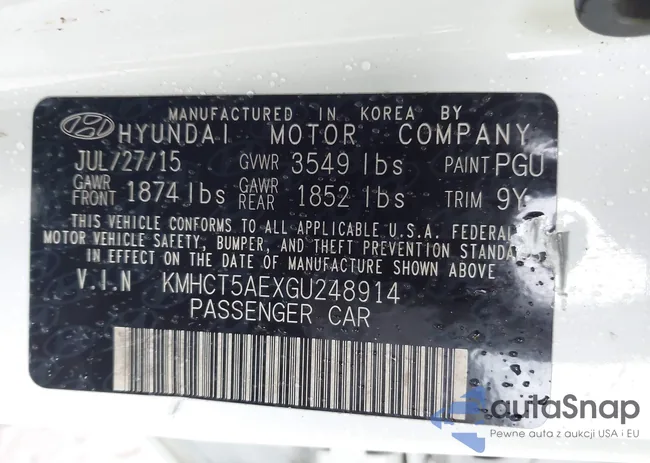 MANUFACTURED IN KOREA BY
HYUNDAI MOTOR COMPANY
JUL/27/15 GVWR 3549 lbs PAINT PGU
GAWR FRONT 1874 lbs GAWR REAR 1852 lbs TRIM 9Y
THIS VEHICLE CONFORMS TO ALL APPLICABLE U.S.A. FEDERAL
MOTOR VEHICLE SAFETY, BUMPER, AND THEFT PREVENTION STANDARD
IN EFFECT ON THE DATE OF MANUFACTURE SHOWN ABOVE
V.I.N KMHCT5AEXGU248914
PASSENGER CAR
autaSnap
Pewne auta z aukcji USA i EU